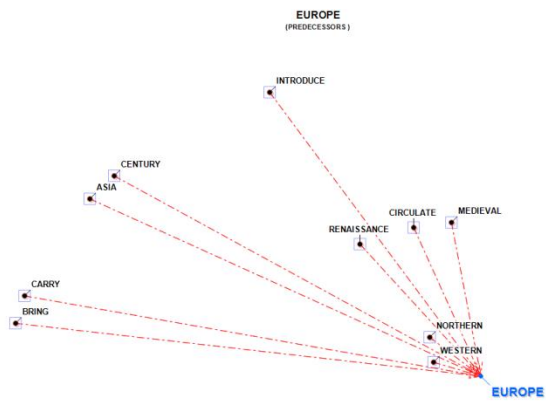 EUROPE
(PREDECESSORS )
INTRODUCE
CENTURY
ASIA
CIRCULATE
MEDIEVAL
RENAISSANCE
CARRY
BRING
NORTHERN
WESTERN
EUROPE